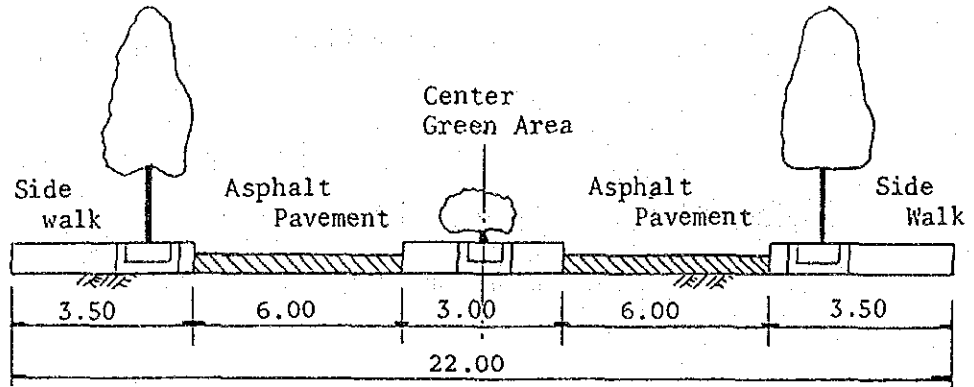 Center
Green Area
Side
walk
Asphalt
Pavement
Asphalt
Pavement
Side
Walk
3.50
6.00
3.00
6.00
3.50
22.00